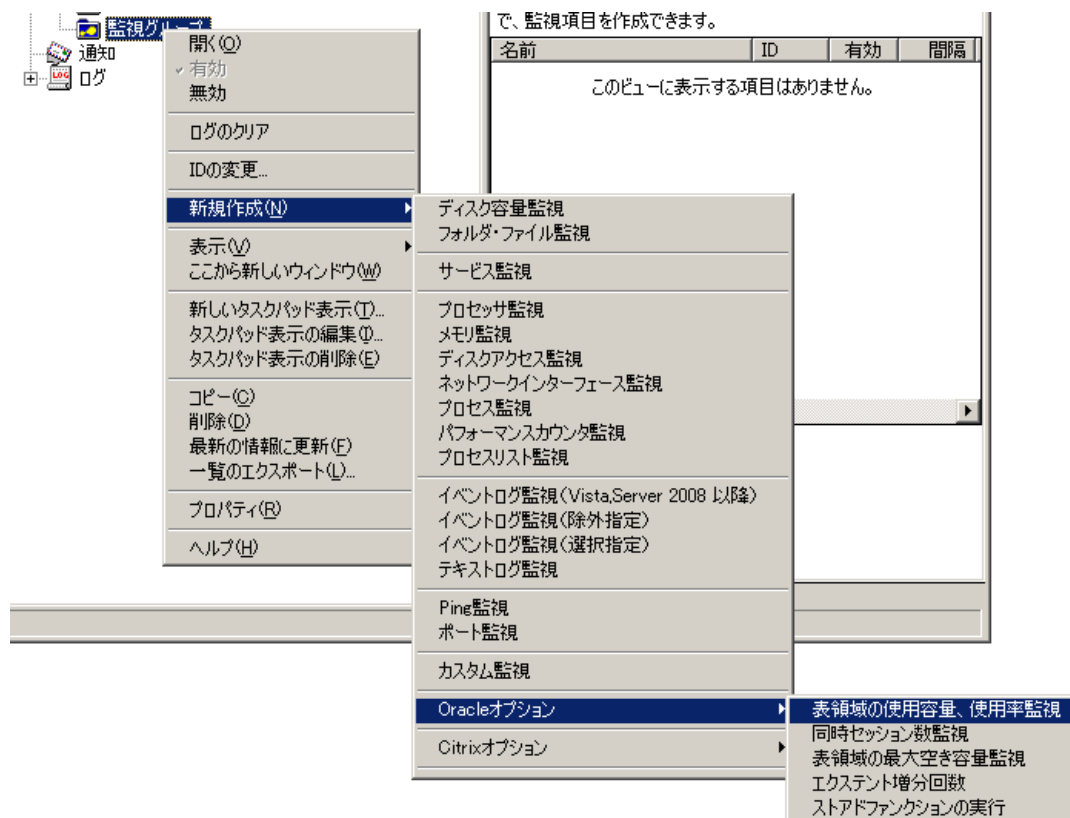 で、監視項目を作成できます。
監視グループ
通知
ログ
名前 ID 有効 間隔
このビューに表示する項目はありません。
開く(O)
有効
無効
ログのクリア
IDの変更...
新規作成(N)
表示(V)
ここから新しいウィンドウ(W)
新しいタスクパッド表示(T)...
タスクパッド表示の編集(I)...
タスクパッド表示の削除(E)
コピー(C)
削除(D)
最新の情報に更新(F)
一覧のエクスポート(L)...
プロパティ(R)
ヘルプ(H)
ディスク容量監視
フォルダ・ファイル監視
サービス監視
プロセッサ監視
メモリ監視
ディスクアクセス監視
ネットワークインターフェース監視
プロセス監視
パフォーマンスカウンタ監視
プロセスリスト監視
イベントログ監視(Vista,Server 2008 以降)
イベントログ監視(除外指定)
イベントログ監視(選択指定)
テキストログ監視
Ping監視
ポート監視
カスタム監視
Oracleオプション
Citrixオプション
表領域の使用容量、使用率監視
同時セッション数監視
表領域の最大空き容量監視
エクステント増分回数
ストアドファンクションの実行